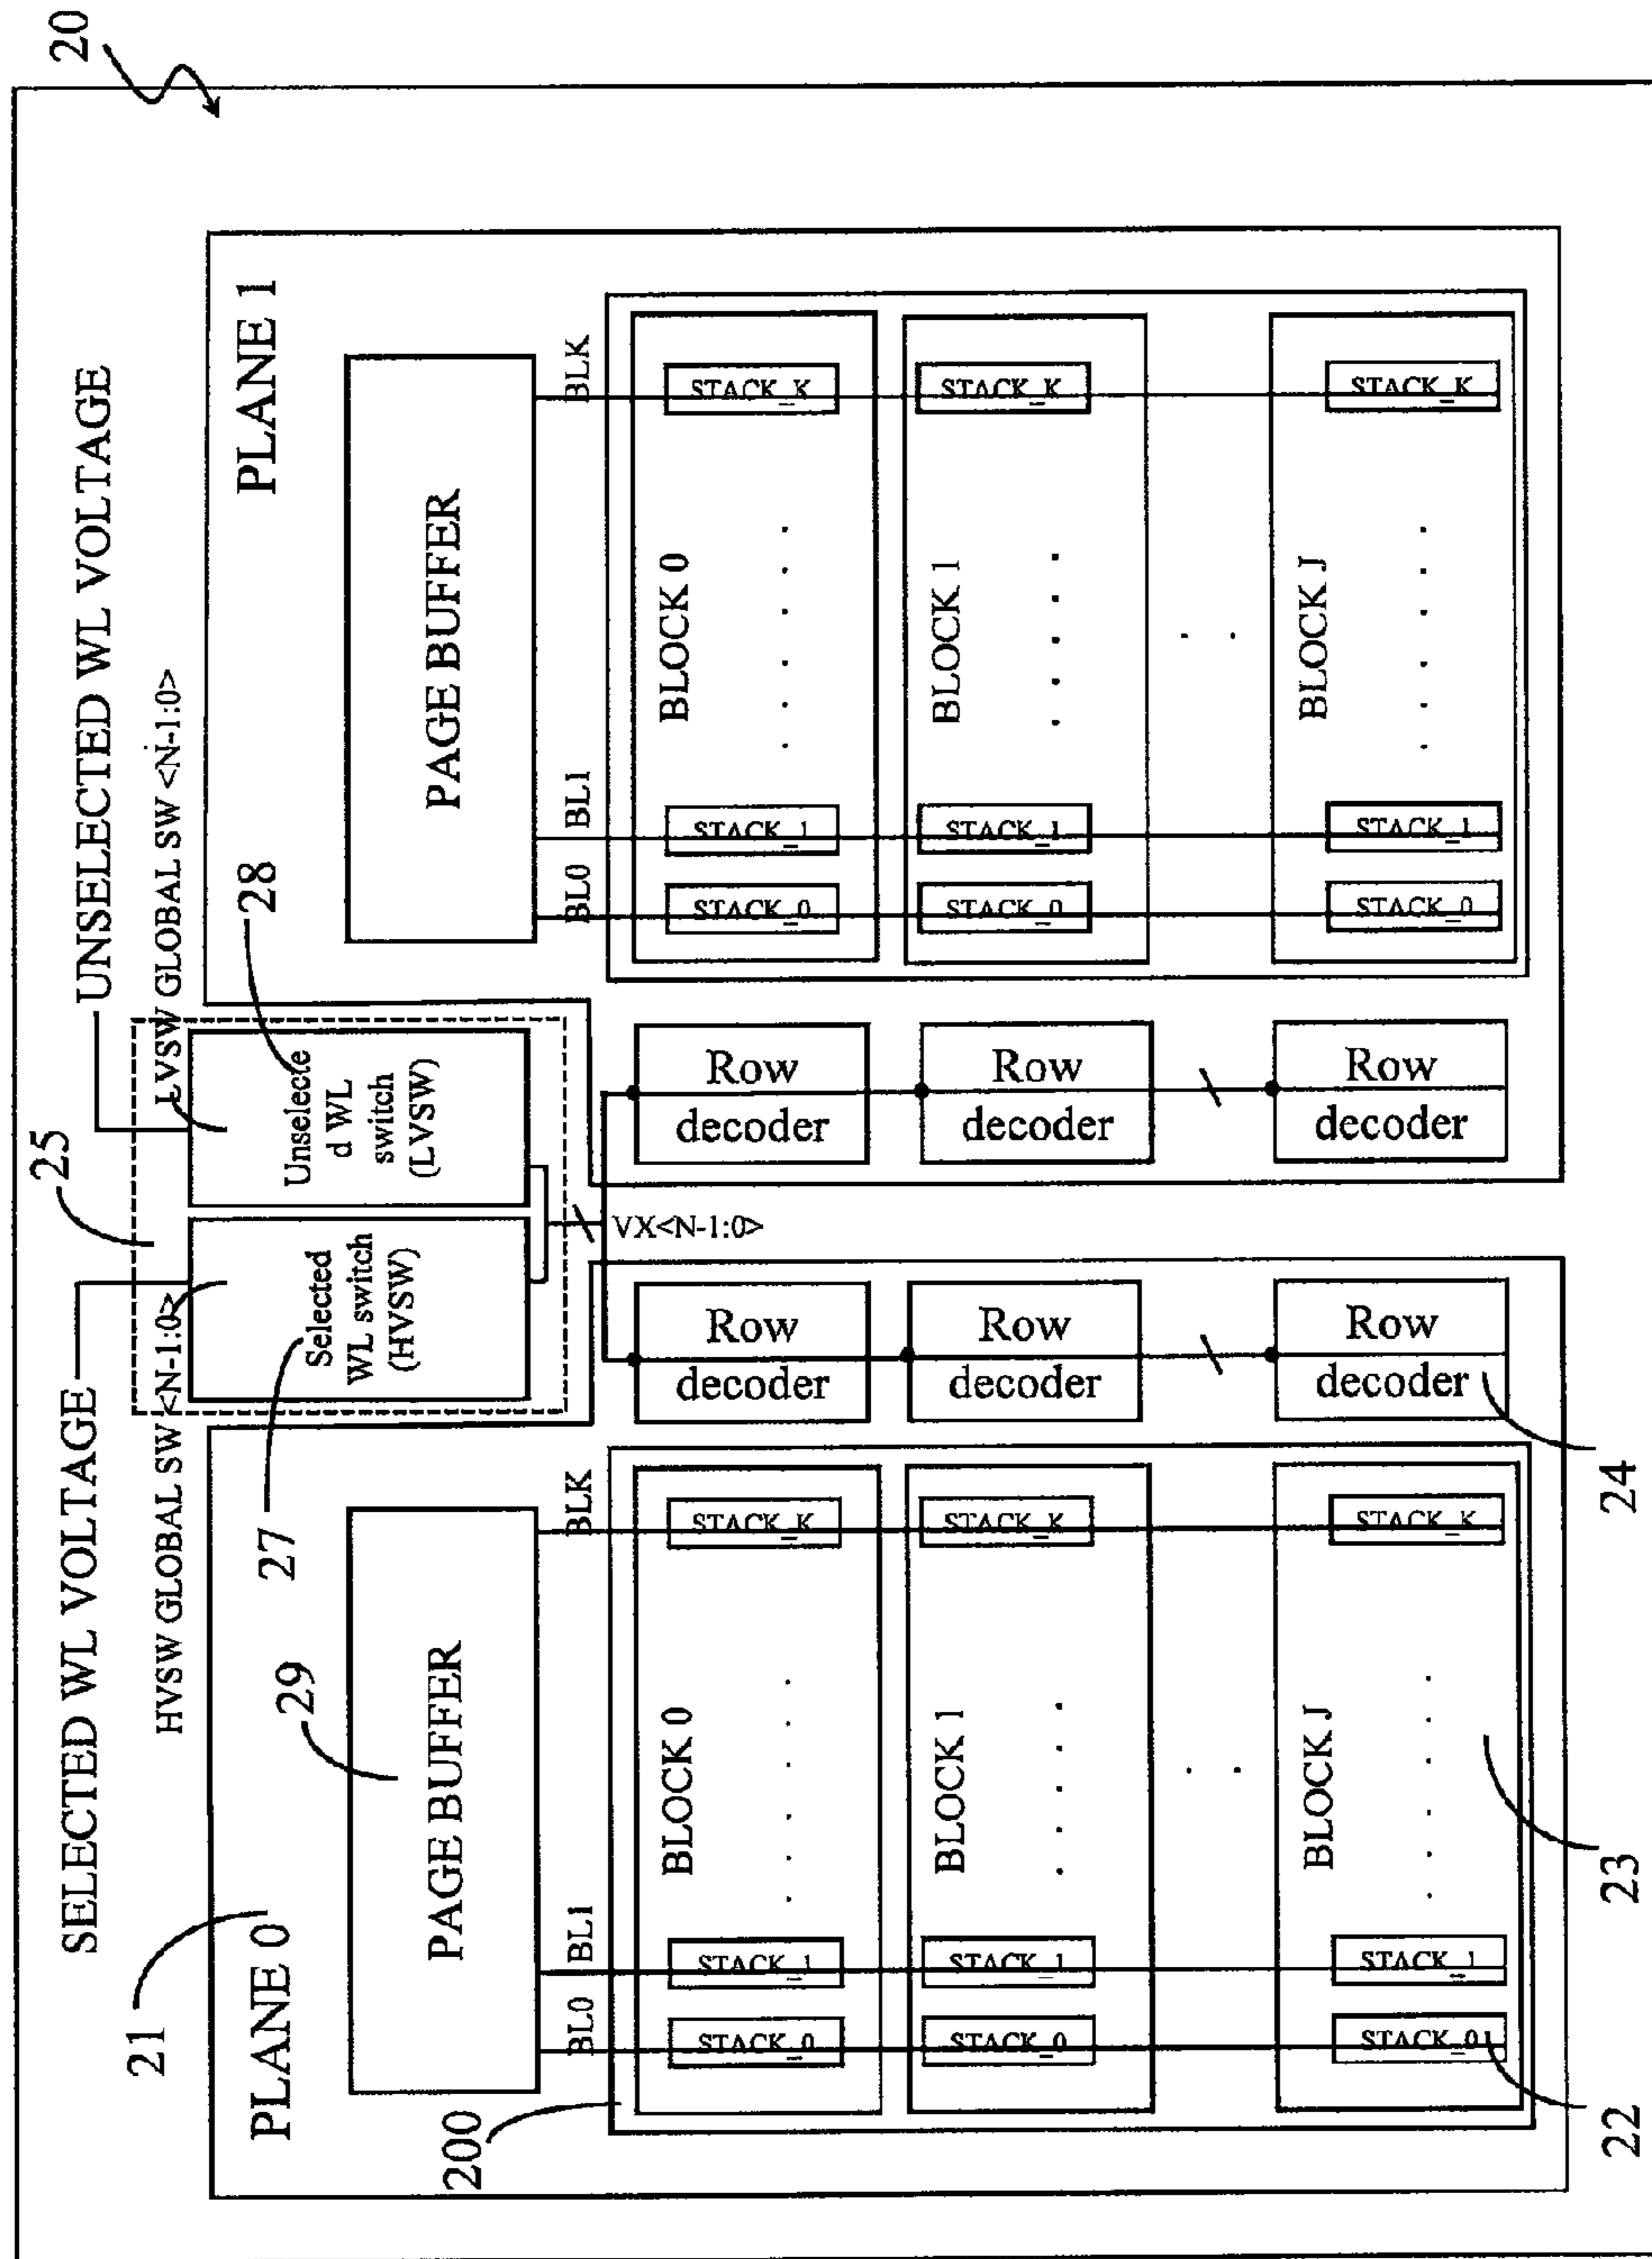 20
SELECTED WL VOLTAGE
UNSELECTED WL VOLTAGE
HVSW GLOBAL SW <N-1:0>
LVSW GLOBAL SW <N-1:0>
25
21
PLANE 0
29
27
28
PLANE 1
Selected
WL switch
(HVSW)
Unselecte
d WL
switch
(LVSW)
PAGE BUFFER
PAGE BUFFER
BL0
BL1
BLK
VX<N-1:0>
BL0
BL1
BLK
200
BLOCK 0
STACK_0
STACK_1
. . . . .
STACK_K
Row
decoder
Row
decoder
BLOCK 0
STACK_0
STACK_1
. . . . .
STACK_K
BLOCK 1
STACK_0
STACK_1
. . . . .
STACK_K
Row
decoder
Row
decoder
BLOCK 1
STACK_0
STACK_1
. . . . .
STACK_K
BLOCK J
STACK_0
STACK_1
. . . . .
STACK_K
Row
decoder
Row
decoder
BLOCK J
STACK_0
STACK_1
. . . . .
STACK_K
22
23
24